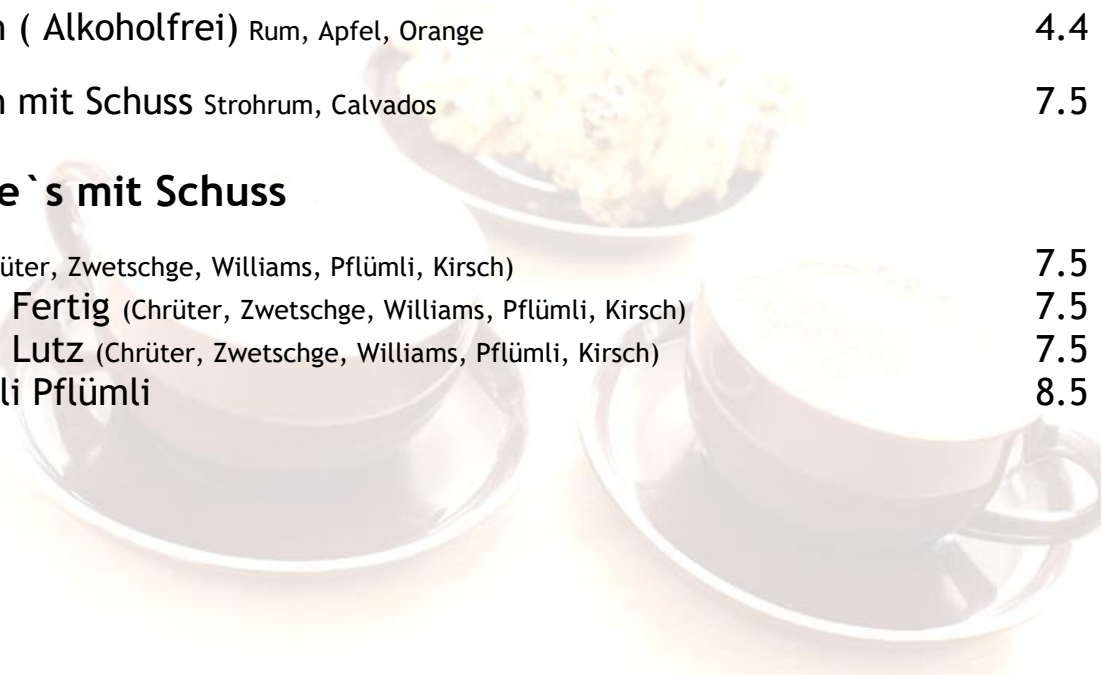 ( Alkoholfrei) Rum, Apfel, Orange 4.4
mit Schuss Strohrum, Calvados 7.5
e`s mit Schuss
üter, Zwetschge, Williams, Pflümli, Kirsch) 7.5
Fertig (Chrüter, Zwetschge, Williams, Pflümli, Kirsch) 7.5
Lutz (Chrüter, Zwetschge, Williams, Pflümli, Kirsch) 7.5
li Pflümli 8.5